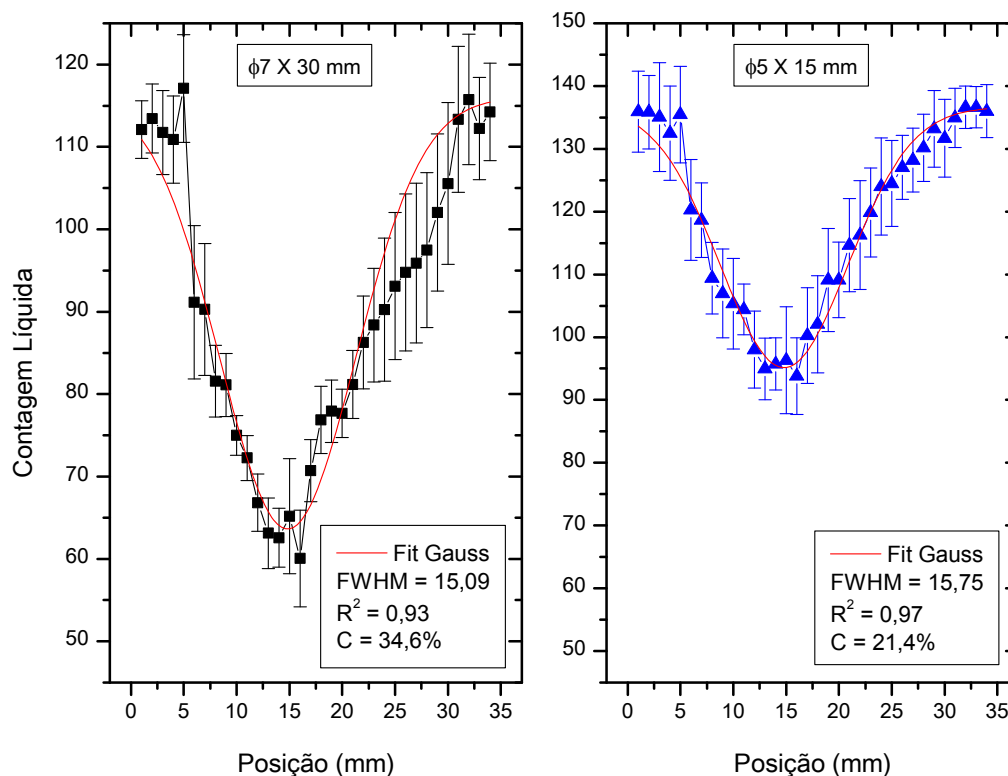 ϕ7 X 30 mm
120
110
100
90
80
70
60
50
Contagem Líquida
Fit Gauss
FWHM = 15,09
R² = 0,93
C = 34,6%
0 5 10 15 20 25 30 35
Posição (mm)
ϕ5 X 15 mm
150
140
130
120
110
100
90
80
70
60
50
Fit Gauss
FWHM = 15,75
R² = 0,97
C = 21,4%
0 5 10 15 20 25 30 35
Posição (mm)